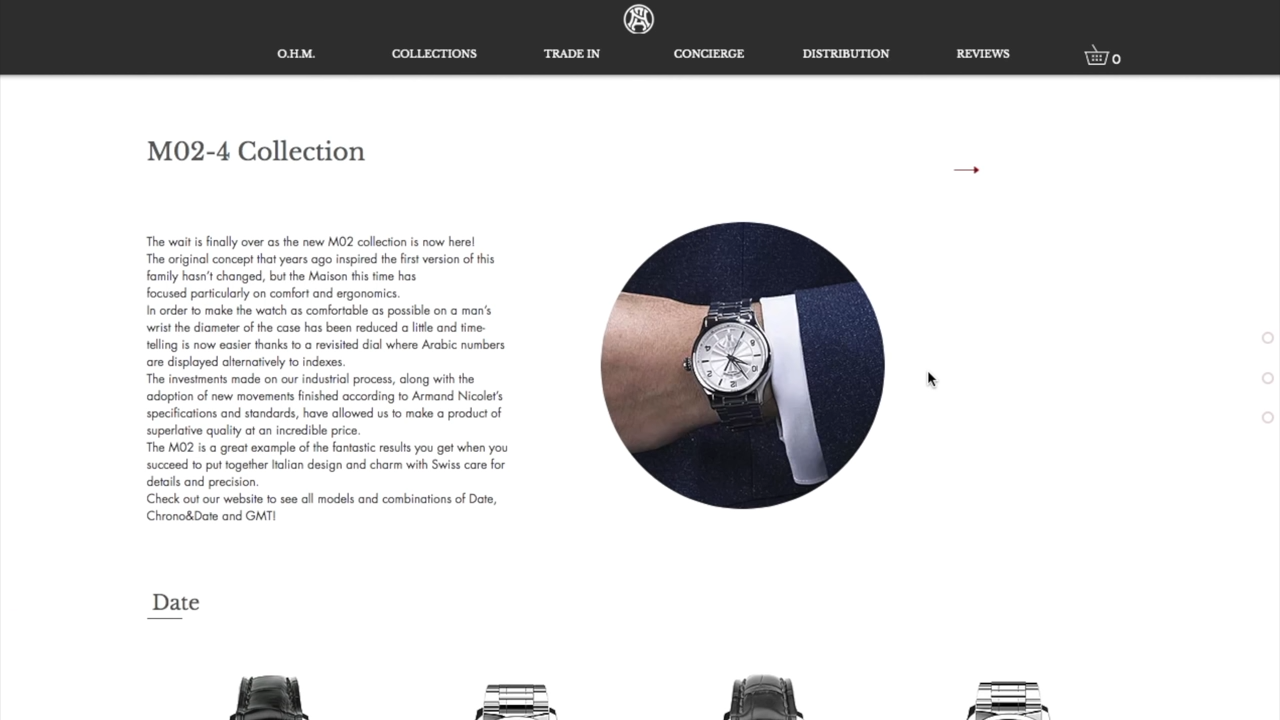 O.H.M. COLLECTIONS TRADE IN CONCIERGE DISTRIBUTION REVIEWS 0
M02-4 Collection
The wait is finally over as the new M02 collection is now here!
The original concept that years ago inspired the first version of this
family hasn't changed, but the Maison this time has
focused particularly on comfort and ergonomics.
In order to make the watch as comfortable as possible on a man's
wrist the diameter of the case has been reduced a little and time-
telling is now easier thanks to a revisited dial where Arabic numbers
are displayed alternatively to indexes.
The investments made on our industrial process, along with the
adoption of new movements finished according to Armand Nicolet's
specifications and standards, have allowed us to make a product of
superlative quality at an incredible price.
The M02 is a great example of the fantastic results you get when you
succeed to put together Italian design and charm with Swiss care for
details and precision.
Check out our website to see all models and combinations of Date,
Chrono&Date and GMT!
Date